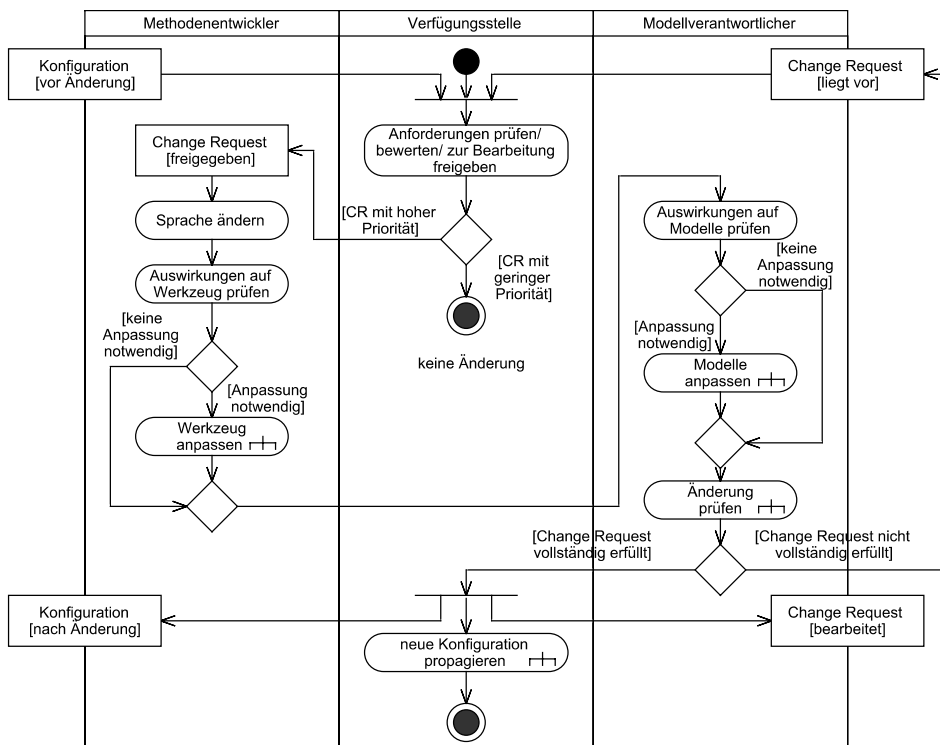 Methodenentwickler
Verfügungsstelle
Modellverantwortlicher
Konfiguration
[vor Änderung]
Change Request
[liegt vor]
Anforderungen prüfen/
bewerten/ zur Bearbeitung
freigeben
Change Request
[freigegeben]
[CR mit hoher
Priorität]
Sprache ändern
Auswirkungen auf
Modelle prüfen
[keine
Anpassung
notwendig]
[CR mit
geringer
Priorität]
Auswirkungen auf
Werkzeug prüfen
[keine
Anpassung
notwendig]
[Anpassung
notwendig]
keine Änderung
Modelle
anpassen
[Anpassung
notwendig]
Werkzeug
anpassen
Änderung
prüfen
[Change Request
vollständig erfüllt]
[Change Request nicht
vollständig erfüllt]
Konfiguration
[nach Änderung]
Change Request
[bearbeitet]
neue Konfiguration
propagieren